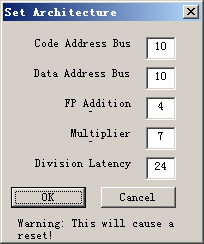 Set Architecture
Code Address Bus 10
Data Address Bus 10
FP Addition 4
Multiplier 7
Division Latency 24
OK Cancel
Warning: This will cause a
reset!